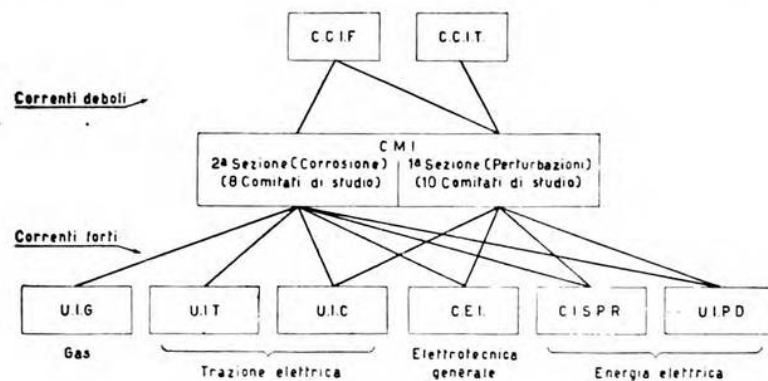 C.C.I.F
C.C.I.T.
Correnti deboli
C M I
2ª Sezione (Corrosione)
(8 Comitati di studio)
1ª Sezione (Perturbazioni)
(10 Comitati di studio)
Correnti forti
U.I.G
U.I.T
U.I.C
C.E.I.
C I S P R
U.I.P.D
Gas
Trazione elettrica
Elettrotecnica
generale
Energia elettrica